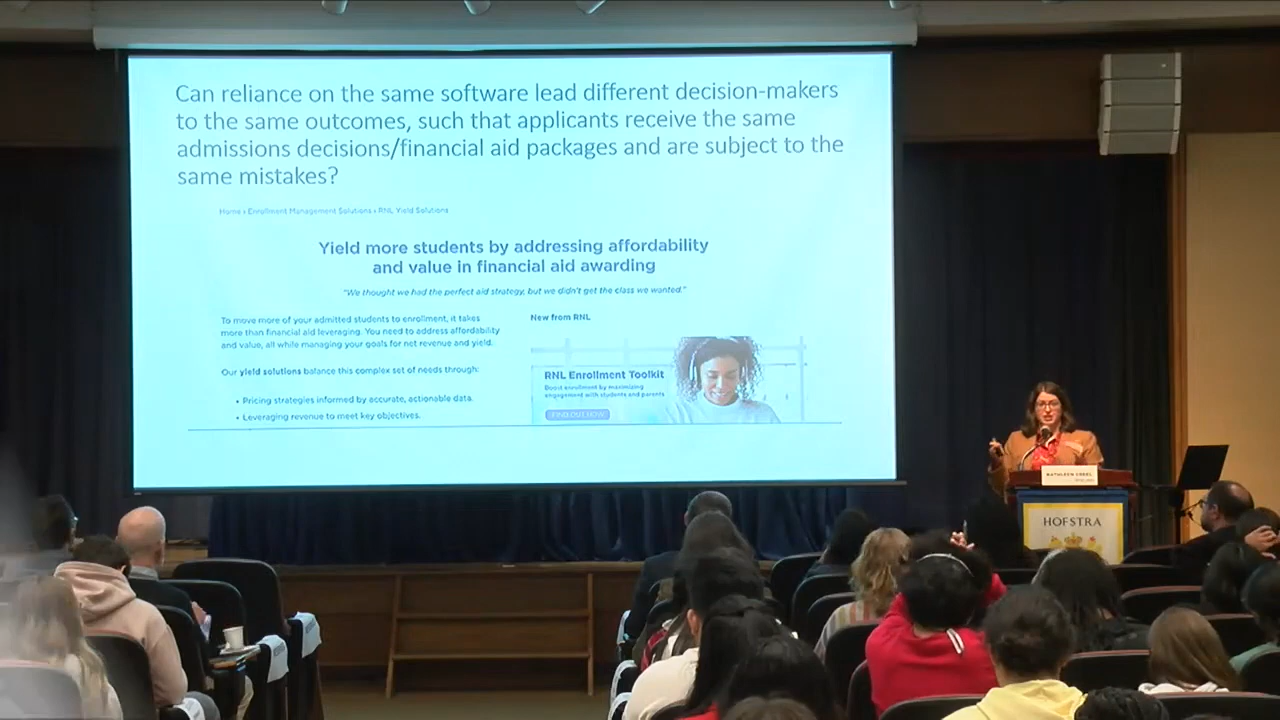 Can reliance on the same software lead different decision-makers
to the same outcomes, such that applicants receive the same
admissions decisions/financial aid packages and are subject to the
same mistakes?
Home › Enrollment Management Solutions › RNL Yield Solutions
Yield more students by addressing affordability
and value in financial aid awarding
"We thought we had the perfect aid strategy, but we didn't get the class we wanted."
To move more of your admitted students to enrollment, it takes
more than financial aid leveraging. You need to address affordability
and value, all while managing your goals for net revenue and yield.
Our yield solutions balance this complex set of needs through:
• Pricing strategies informed by accurate, actionable data.
• Leveraging revenue to meet key objectives.
New from RNL
RNL Enrollment Toolkit
Boost enrollment by maximizing
engagement with students and parents
FIND OUT HOW
KATHLEEN CREEL
HOFSTRA